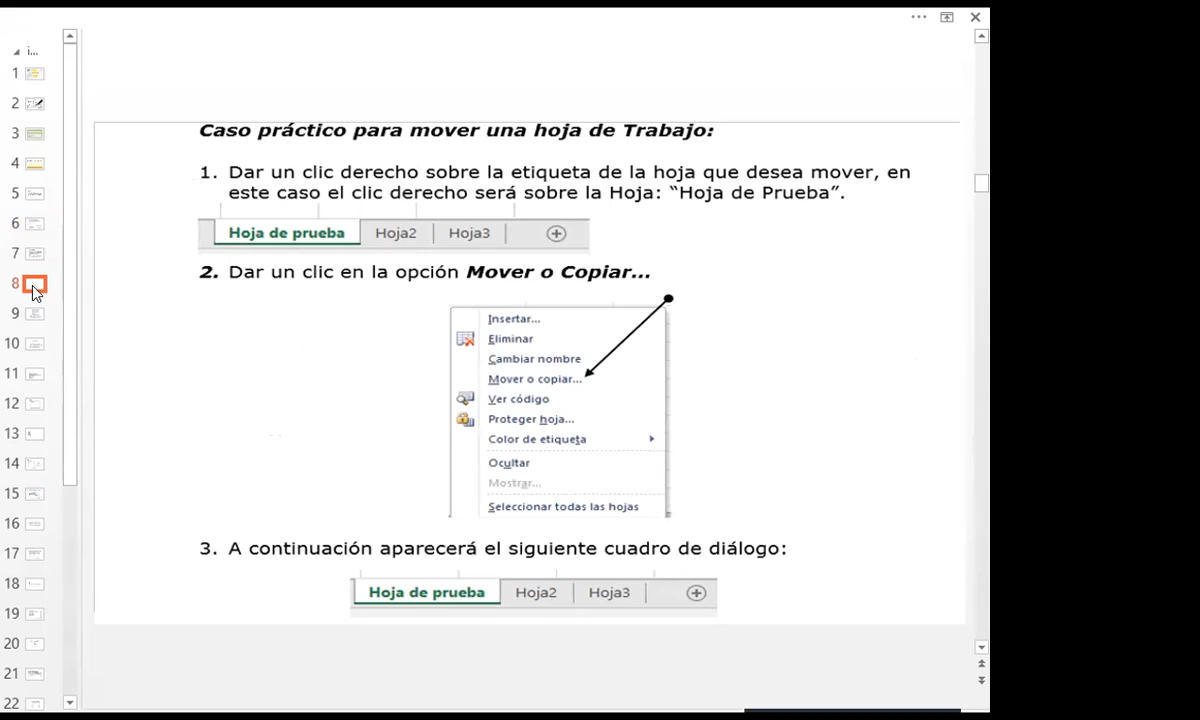 i...
1
2
3
4
5
6
7
8
9
10
11
12
13
14
15
16
17
18
19
20
21
22
Caso práctico para mover una hoja de Trabajo:
1. Dar un clic derecho sobre la etiqueta de la hoja que desea mover, en
este caso el clic derecho será sobre la Hoja: “Hoja de Prueba”.
Hoja de prueba Hoja2 Hoja3
2. Dar un clic en la opción Mover o Copiar...
Insertar...
Eliminar
Cambiar nombre
Mover o copiar...
Ver código
Proteger hoja...
Color de etiqueta
Ocultar
Mostrar...
Seleccionar todas las hojas
3. A continuación aparecerá el siguiente cuadro de diálogo:
Hoja de prueba Hoja2 Hoja3